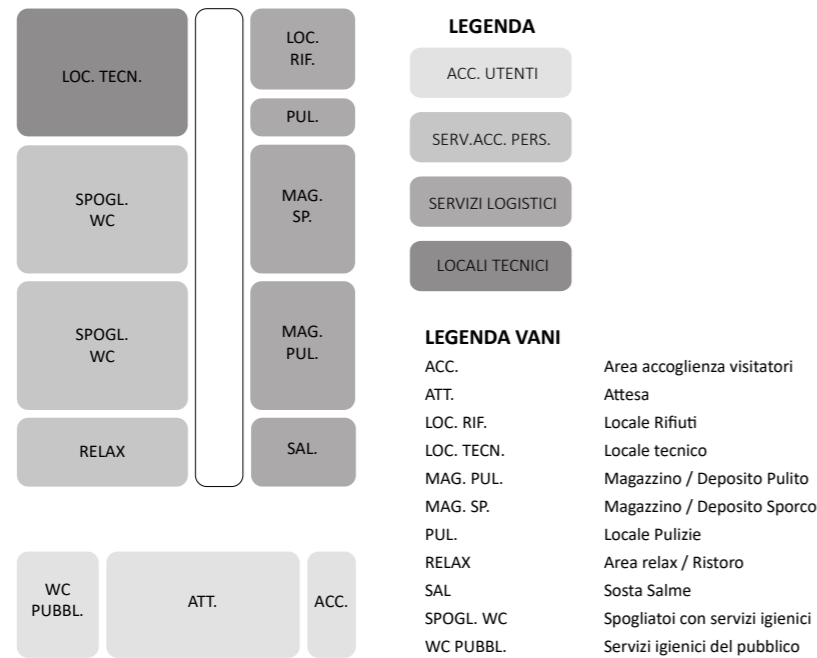 LOC. TECN.
LOC.
RIF.
PUL.
SPOGL.
WC
MAG.
SP.
SPOGL.
WC
MAG.
PUL.
RELAX
SAL.
WC
PUBBL.
ATT.
ACC.
LEGENDA
ACC. UTENTI
SERV.ACC. PERS.
SERVIZI LOGISTICI
LOCALI TECNICI
LEGENDA VANI
ACC. Area accoglienza visitatori
ATT. Attesa
LOC. RIF. Locale Rifiuti
LOC. TECN. Locale tecnico
MAG. PUL. Magazzino / Deposito Pulito
MAG. SP. Magazzino / Deposito Sporco
PUL. Locale Pulizie
RELAX Area relax / Ristoro
SAL Sosta Salme
SPOGL. WC Spogliatoi con servizi igienici
WC PUBBL. Servizi igienici del pubblico